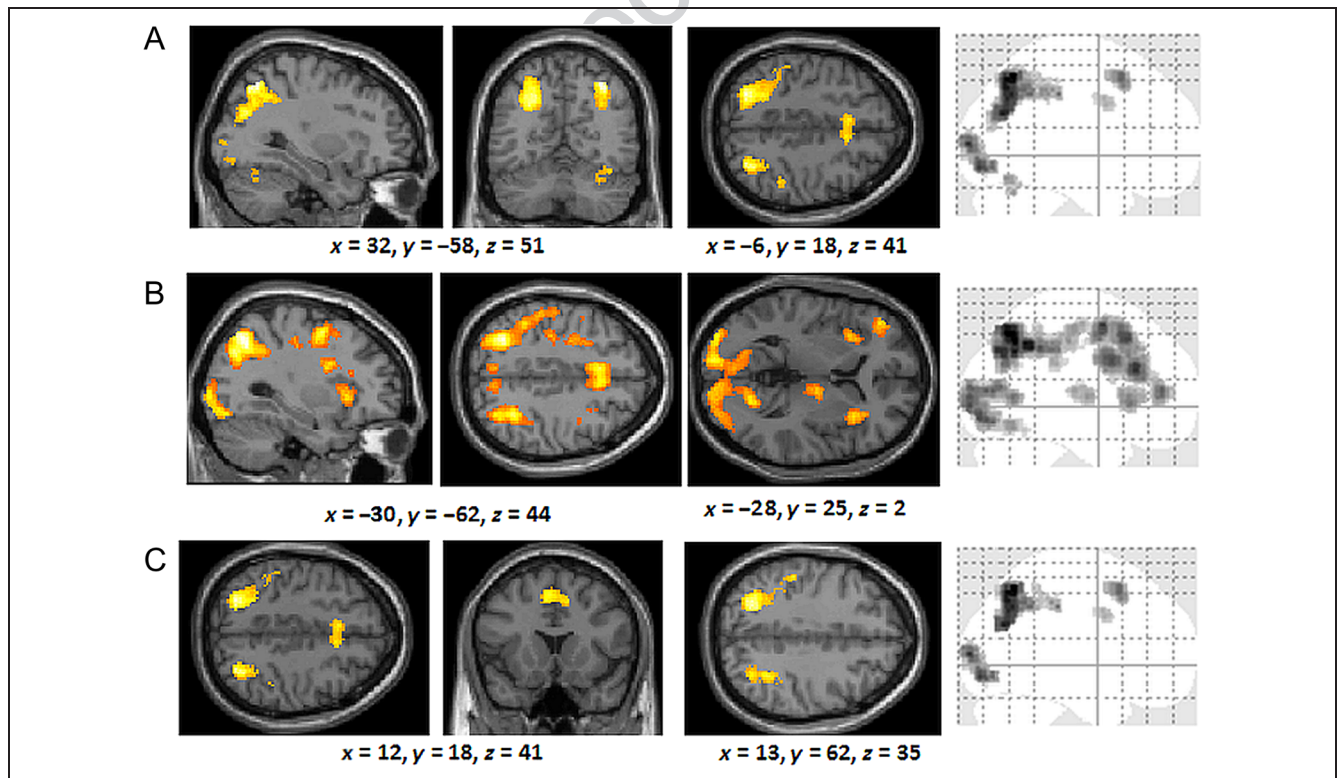 A
x = 32, y = –58, z = 51
x = –6, y = 18, z = 41
B
x = –30, y = –62, z = 44
x = –28, y = 25, z = 2
C
x = 12, y = 18, z = 41
x = 13, y = 62, z = 35